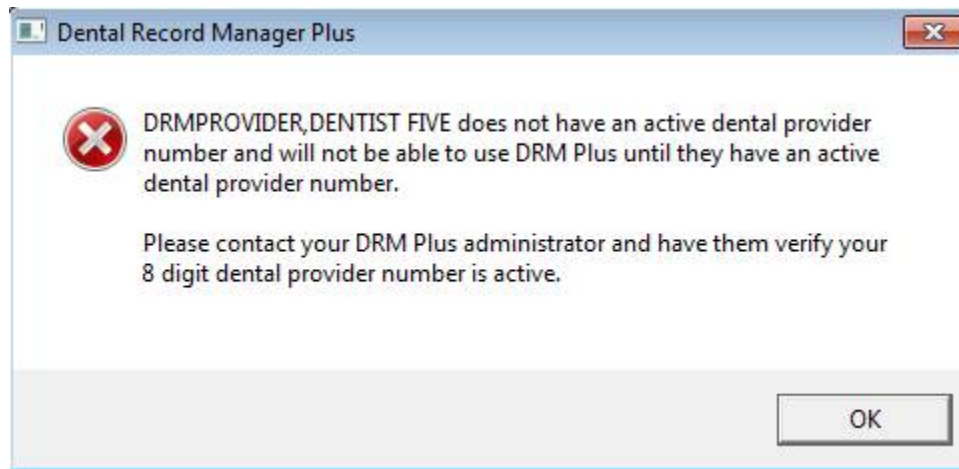 Dental Record Manager Plus
DRMPROVIDER,DENTIST FIVE does not have an active dental provider
number and will not be able to use DRM Plus until they have an active
dental provider number.
Please contact your DRM Plus administrator and have them verify your
8 digit dental provider number is active.
OK